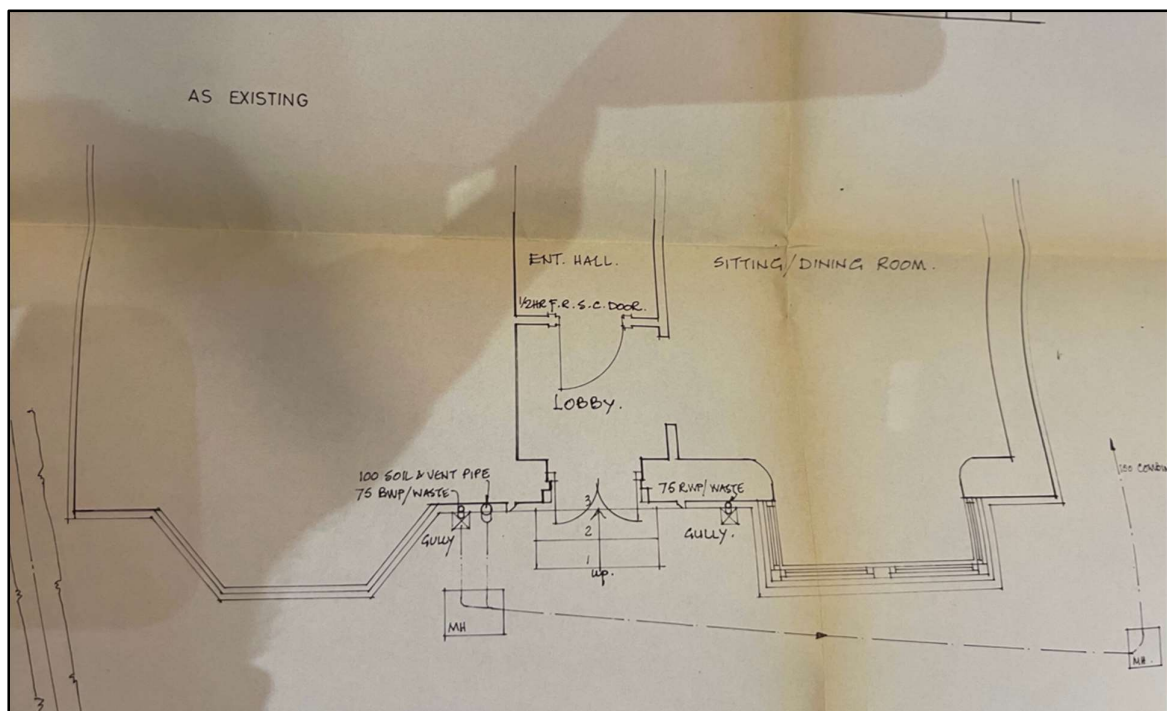 AS EXISTING
ENT. HALL.
SITTING/DINING ROOM.
1/2HR F.R.S.C. DOOR.
LOBBY.
100 SOIL & VENT PIPE
75 RWP/WASTE
75 RWP/WASTE
GULLY
GULLY.
3
2
1
up.
MH
MH.